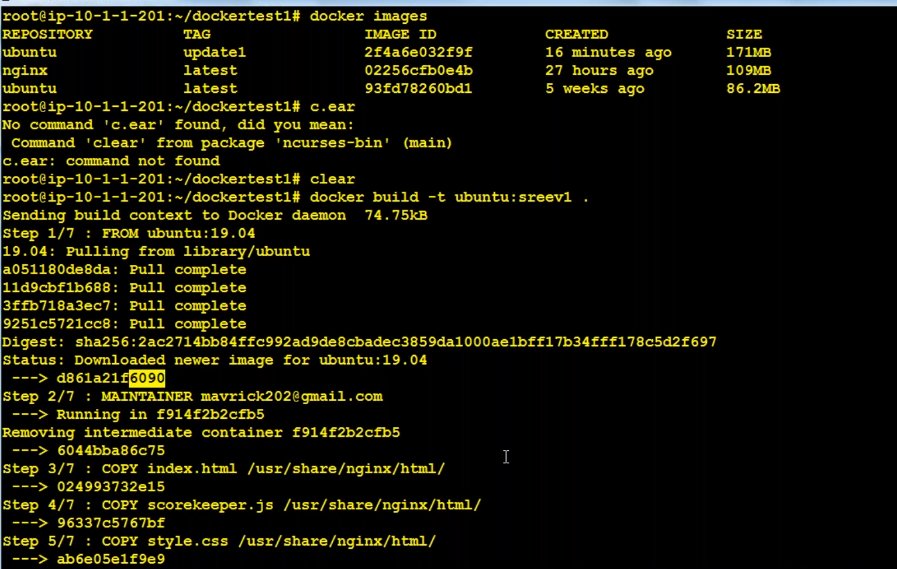 root@ip-10-1-1-201:~/dockertest1# docker images
REPOSITORY TAG IMAGE ID CREATED SIZE
ubuntu update1 2f4a6e032f9f 16 minutes ago 171MB
nginx latest 02256cfb0e4b 27 hours ago 109MB
ubuntu latest 93fd78260bd1 5 weeks ago 86.2MB
root@ip-10-1-1-201:~/dockertest1# c.ear
No command 'c.ear' found, did you mean:
 Command 'clear' from package 'ncurses-bin' (main)
c.ear: command not found
root@ip-10-1-1-201:~/dockertest1# clear
root@ip-10-1-1-201:~/dockertest1# docker build -t ubuntu:sreev1 .
Sending build context to Docker daemon  74.75kB
Step 1/7 : FROM ubuntu:19.04
19.04: Pulling from library/ubuntu
a051180de8da: Pull complete
11d9cbf1b688: Pull complete
3ffb718a3ec7: Pull complete
9251c5721cc8: Pull complete
Digest: sha256:2ac2714bb84ffc992ad9de8cbadec3859da1000ae1bff17b34fff178c5d2f697
Status: Downloaded newer image for ubuntu:19.04
 ---> d861a21f6090
Step 2/7 : MAINTAINER mavrick202@gmail.com
 ---> Running in f914f2b2cfb5
Removing intermediate container f914f2b2cfb5
 ---> 6044bba86c75
Step 3/7 : COPY index.html /usr/share/nginx/html/
 ---> 024993732e15
Step 4/7 : COPY scorekeeper.js /usr/share/nginx/html/
 ---> 96337c5767bf
Step 5/7 : COPY style.css /usr/share/nginx/html/
 ---> ab6e05e1f9e9